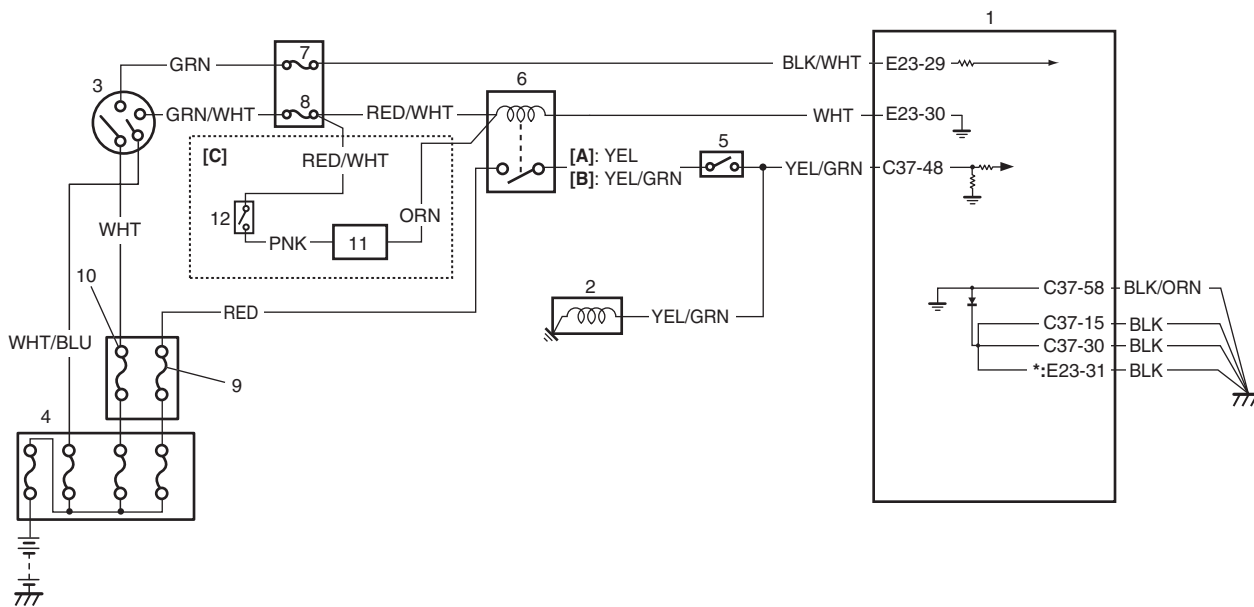 1
GRN
7
BLK/WHT
E23-29
3
6
GRN/WHT
8
RED/WHT
WHT
E23-30
[C]
RED/WHT
[A]: YEL
5
[B]: YEL/GRN
YEL/GRN
C37-48
12
ORN
WHT
PNK
11
10
2
C37-58
BLK/ORN
RED
YEL/GRN
C37-15
BLK
WHT/BLU
C37-30
BLK
9
*:E23-31
BLK
4